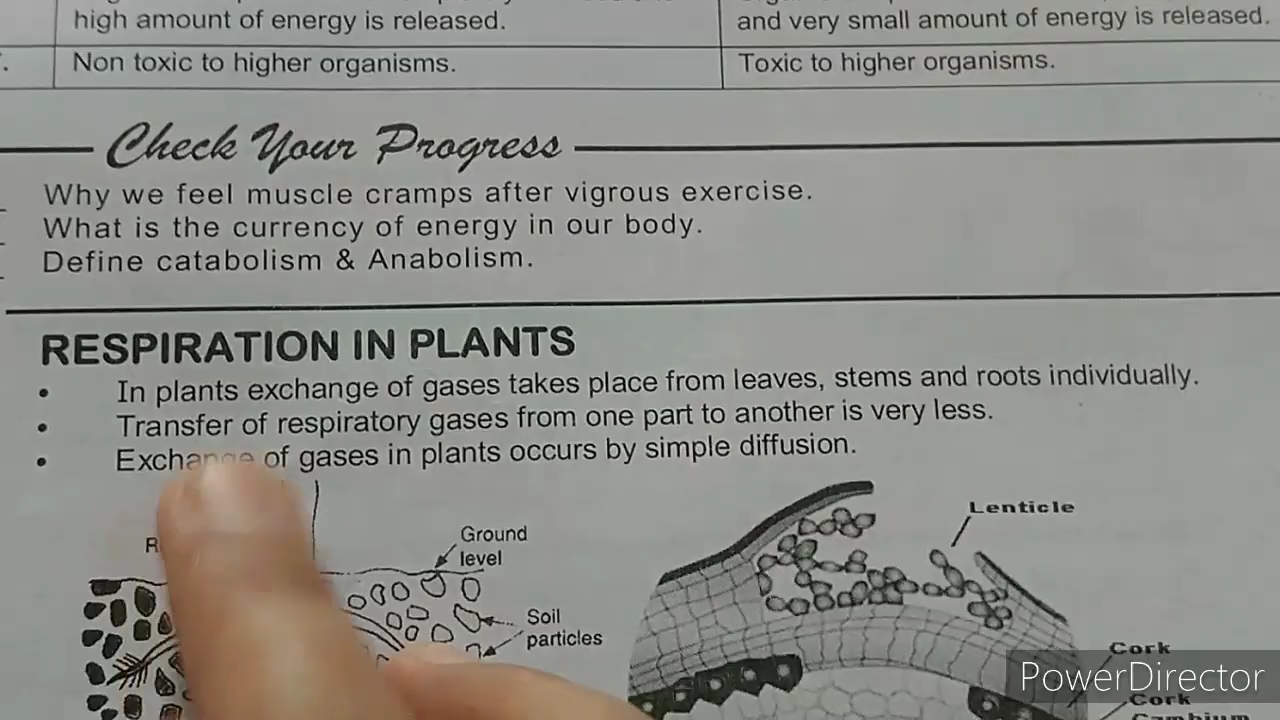 high amount of energy is released.
and very small amount of energy is released.
Non toxic to higher organisms.
Toxic to higher organisms.
Check Your Progress
Why we feel muscle cramps after vigrous exercise.
What is the currency of energy in our body.
Define catabolism & Anabolism.
RESPIRATION IN PLANTS
• In plants exchange of gases takes place from leaves, stems and roots individually.
• Transfer of respiratory gases from one part to another is very less.
• Exchange of gases in plants occurs by simple diffusion.
Ground
level
Lenticle
Soil
particles
Cork
Cork
Cambium
PowerDirector